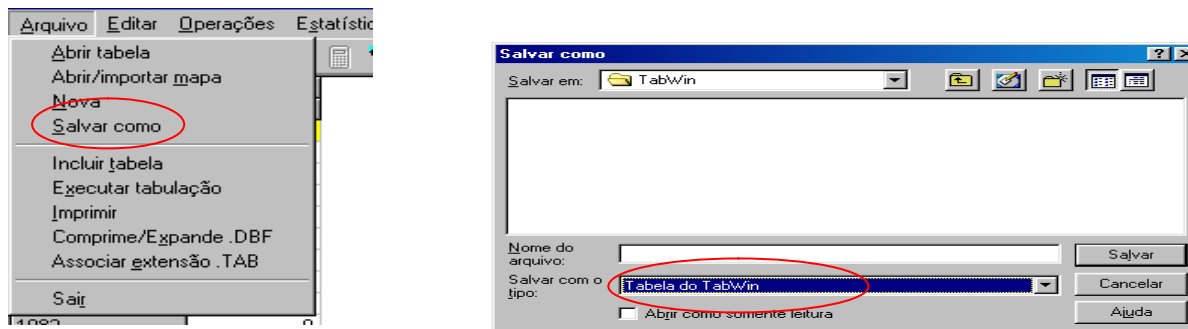 Arquivo Editar Operações Estatístic
Abrir tabela
Abrir/importar mapa
Nova
Salvar como
Incluir tabela
Executar tabulação
Imprimir
Comprime/Expande .DBF
Associar extensão .TAB
Sair
1982 0
Salvar como
Salvar em: TabWin
Nome do arquivo:
Salvar
Salvar com o tipo:
Tabela do TabWin
Cancelar
Abrir como somente leitura
Ajuda